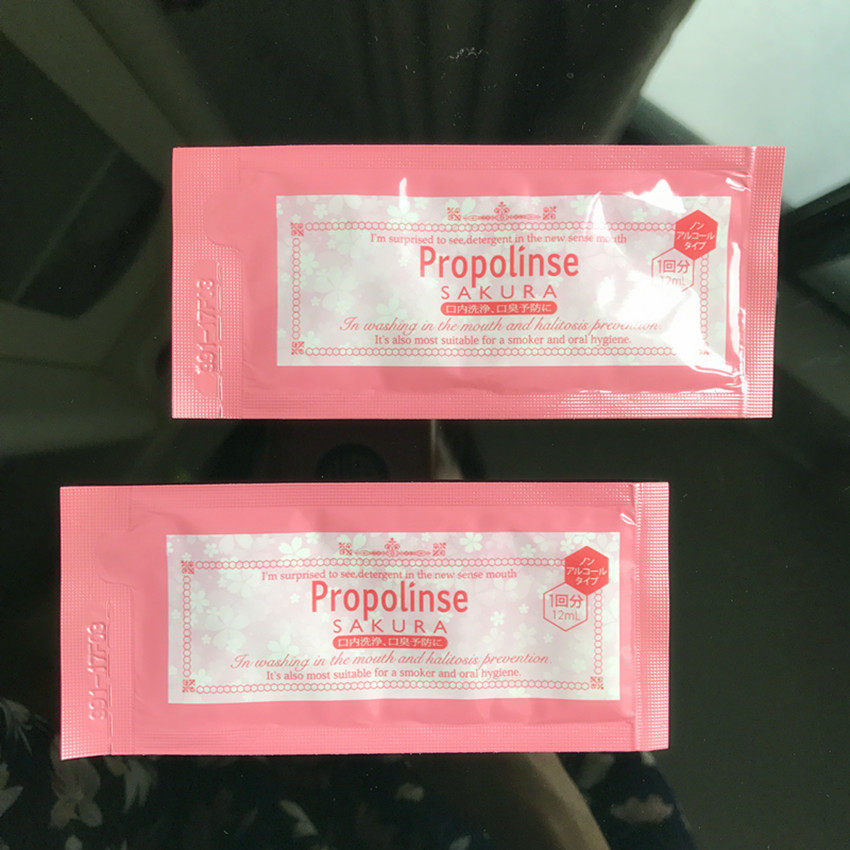 ノン
アルコール
タイプ
I'm surprised to see,detergent in the new sense mouth
Propolinse
1回分
12mL
SAKURA
口内洗浄、口臭予防に
In washing in the mouth and halitosis prevention.
It's also most suitable for a smoker and oral hygiene.
ノン
アルコール
タイプ
I'm surprised to see,detergent in the new sense mouth
Propolinse
1回分
12mL
SAKURA
口内洗浄、口臭予防に
In washing in the mouth and halitosis prevention.
It's also most suitable for a smoker and oral hygiene.